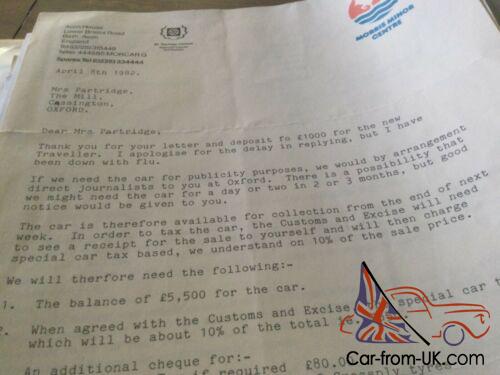 Avon House
Lower Bristol Road
Bath, Avon
England
MORRIS MINOR
CENTRE
April 8th 1982.
Mrs Partridge,
The Mill,
Cassington,
OXFORD.
Dear Mrs Partridge,
Thank you for your letter and deposit fo £1000 for the new
Traveller. I apologise for the delay in replying, but I have
been down with flu.
If we need the car for publicity purposes, we would by arrangement
direct journalists to you at Oxford. There is a possibility that
we might need the car for a day or two in 2 or 3 months, but good
notice would be given to you.
The car is therefore available for collection from the end of next
week. In order to tax the car, the Customs and Excise will need
to see a receipt for the sale to yourself and will then charge
special car tax based, we understand on 10% of the sale price.
We will therfore need the following:-
1. The balance of £5,500 for the car.
2. When agreed with the Customs and Excise special car t
which will be about 10% of the total ie.
An additional cheque for:-
if required £80.0
tyres
Car-from-UK.com